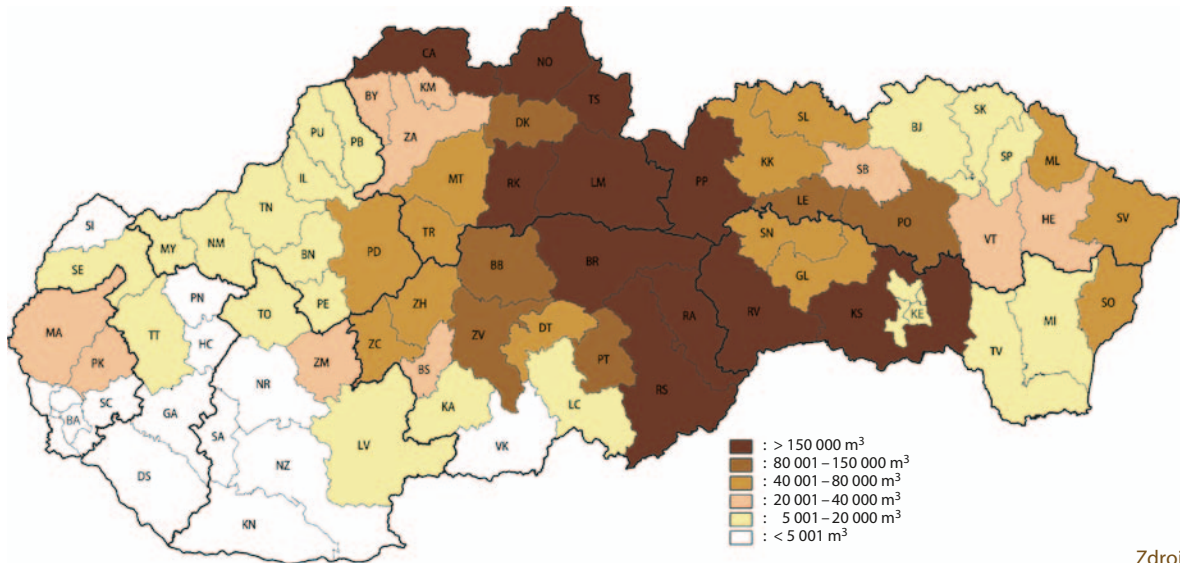 CA
NO
BY
KM
TS
ZA
DK
SL
BJ
SK
PU
PB
KK
SP
ML
IL
MT
RK
LM
PP
SB
LE
PO
HE
SV
SI
TN
MY
NM
TR
SN
VT
BN
PD
BB
BR
GL
SE
PN
PE
ZH
RA
RV
KS
KE
SO
MA
TT
TO
ZC
ZV
DT
MI
TV
PK
HC
ZM
BS
PT
NR
SC
BA
GA
SA
KA
LC
RS
LV
VK
NZ
DS
KN
: > 150 000 m³
: 80 001 – 150 000 m³
: 40 001 – 80 000 m³
: 20 001 – 40 000 m³
: 5 001 – 20 000 m³
: < 5 001 m³
Zdroj